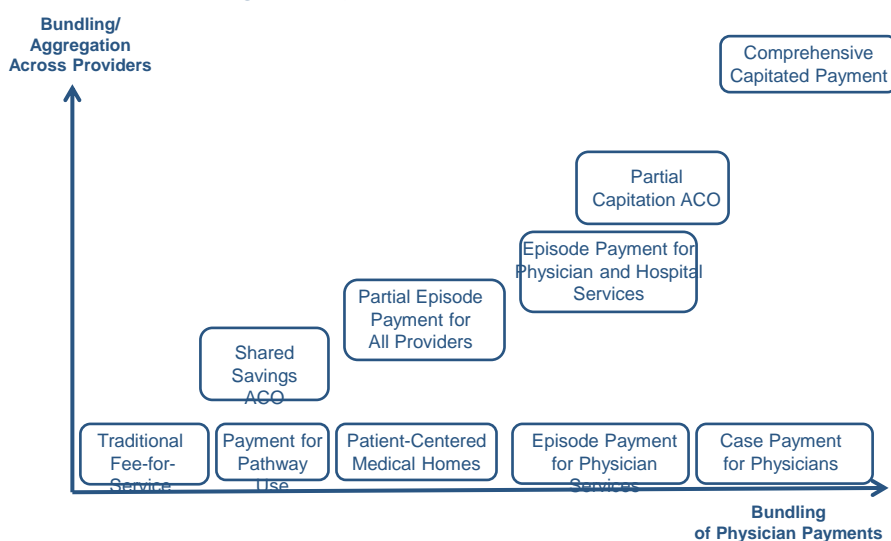 Bundling/
Aggregation
Across Providers
Comprehensive
Capitated Payment
Partial
Capitation ACO
Episode Payment for
Physician and Hospital
Services
Partial Episode
Payment for
All Providers
Shared
Savings
ACO
Traditional
Fee-for-
Service
Payment for
Pathway
Use
Patient-Centered
Medical Homes
Episode Payment
for Physician
Services
Case Payment
for Physicians
Bundling
of Physician Payments